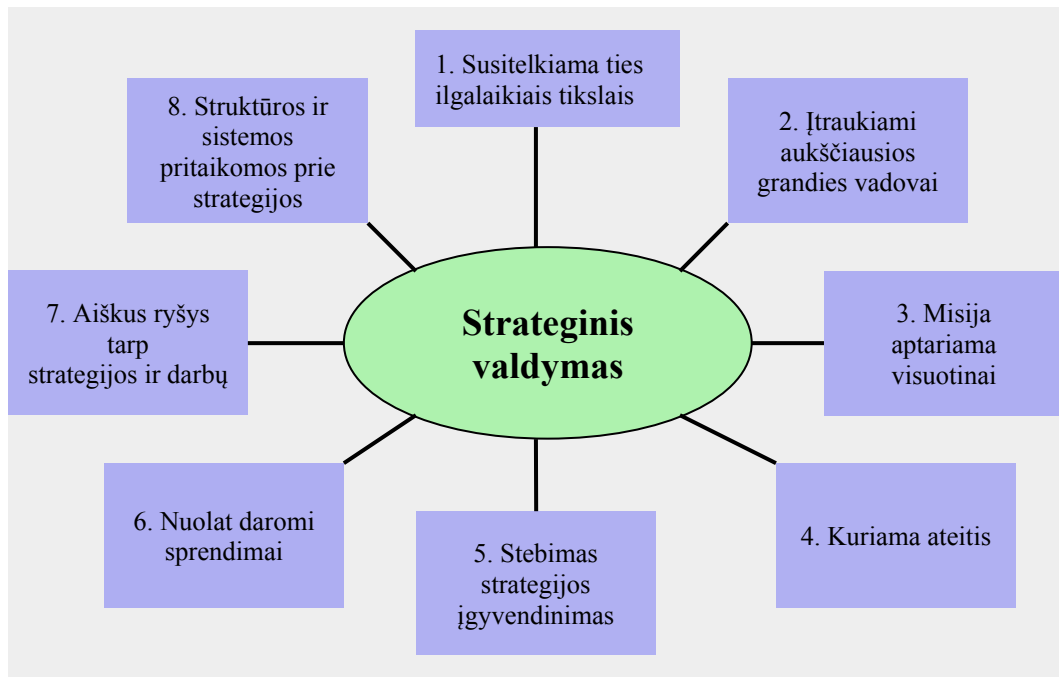 1. Susitelkiama ties
ilgalaikiais tikslais
2. Įtraukiami
aukščiausios
grandies vadovai
3. Misija
aptariama
visuotinai
4. Kuriama ateitis
5. Stebimas
strategijos
įgyvendinimas
6. Nuolat daromi
sprendimai
7. Aiškus ryšys
tarp
strategijos ir darbų
8. Struktūros ir
sistemos
pritaikomos prie
strategijos
Strateginis
valdymas